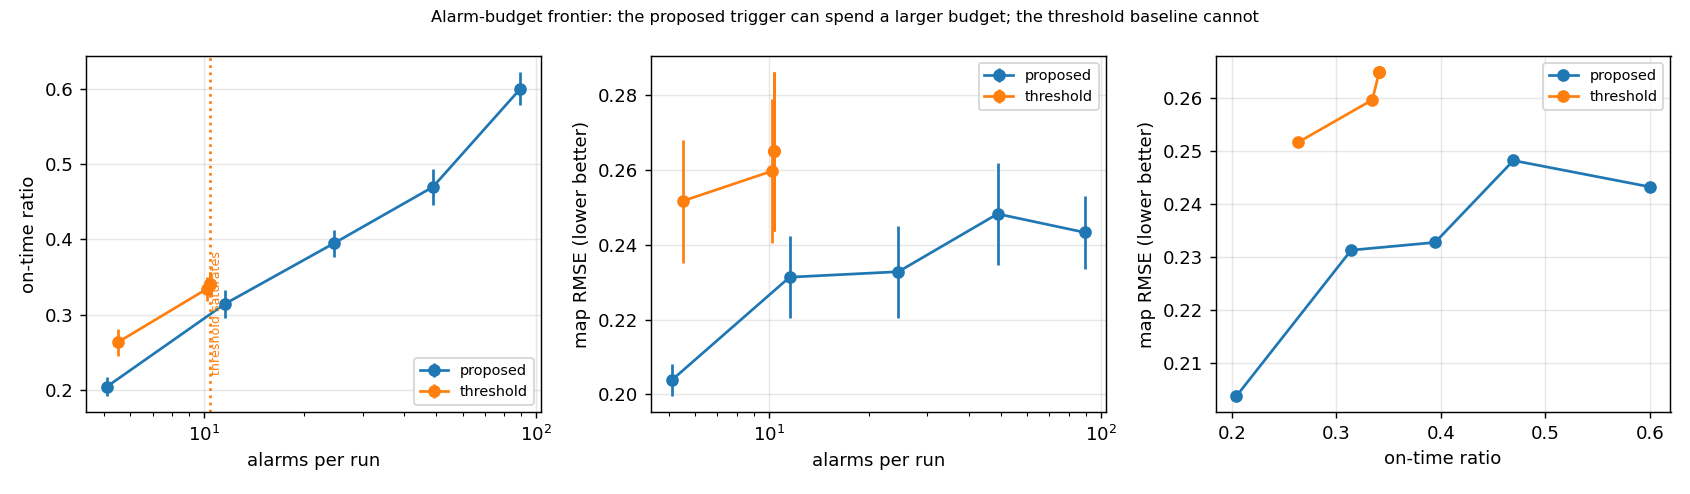 Alarm-budget frontier: the proposed trigger can spend a larger budget; the threshold baseline cannot
on-time ratio
0.6
0.5
0.4
0.3
0.2
threshold saturates
proposed
threshold
10¹
10²
alarms per run
map RMSE (lower better)
0.28
0.26
0.24
0.22
0.20
proposed
threshold
10¹
10²
alarms per run
map RMSE (lower better)
0.26
0.25
0.24
0.23
0.22
0.21
proposed
threshold
0.2
0.3
0.4
0.5
0.6
on-time ratio